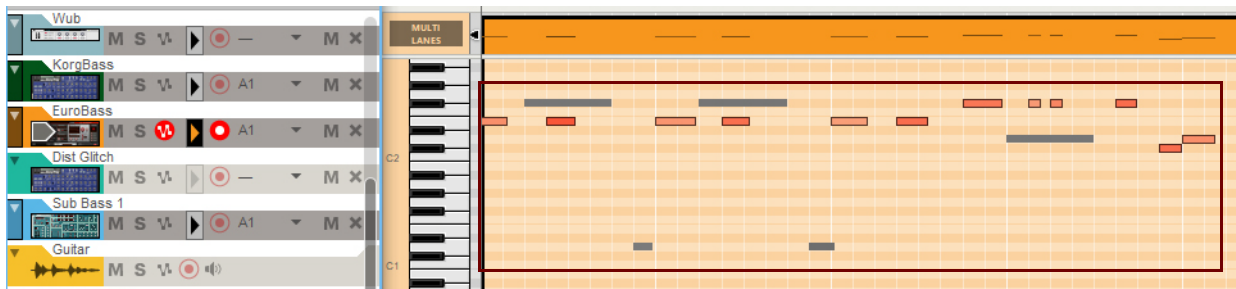 Wub
M S M
MULTI
LANES
KorgBass
M S A1 M
EuroBass
M S A1 M
Dist Glitch
M S M
C2
Sub Bass 1
M S A1 M
Guitar
M S
C1